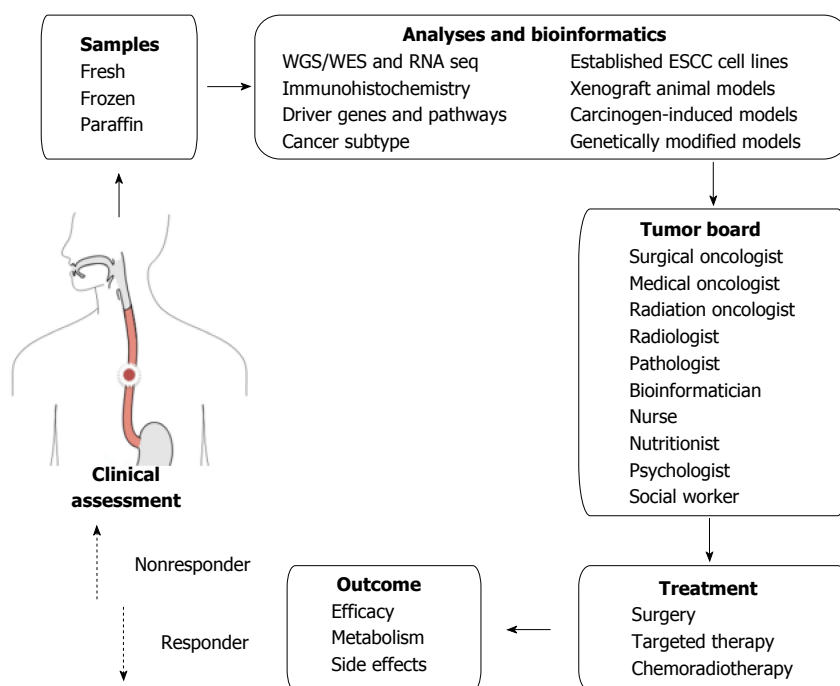 Samples
Fresh
Frozen
Paraffin
Analyses and bioinformatics
WGS/WES and RNA seq
Immunohistochemistry
Driver genes and pathways
Cancer subtype
Established ESCC cell lines
Xenograft animal models
Carcinogen-induced models
Genetically modified models
Tumor board
Surgical oncologist
Medical oncologist
Radiation oncologist
Radiologist
Pathologist
Bioinformatician
Nurse
Nutritionist
Psychologist
Social worker
Treatment
Surgery
Targeted therapy
Chemoradiotherapy
Outcome
Efficacy
Metabolism
Side effects
Clinical
assessment
Nonresponder
Responder